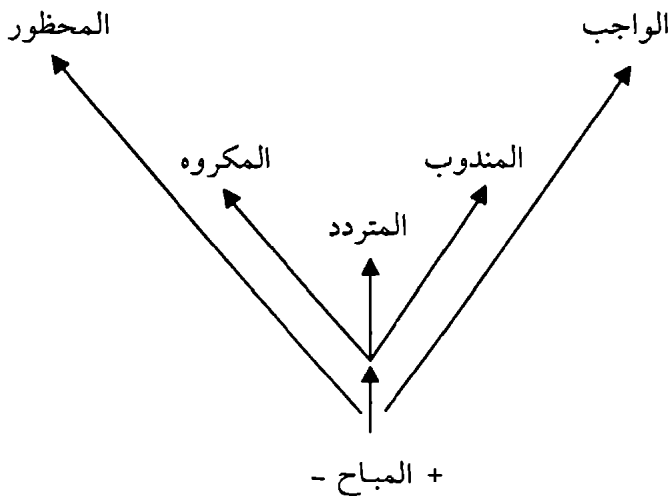 الواجب
المحظور
المندوب
المكروه
المتردد
+ المباح -